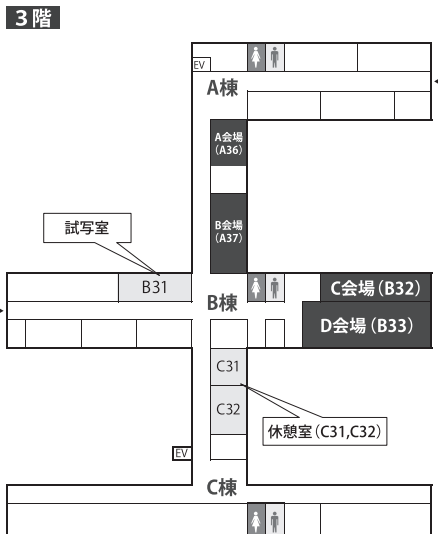 3階
EV
A棟
A会場
(A36)
B会場
(A37)
試写室
B31
B棟
C会場(B32)
D会場(B33)
C31
C32
休憩室(C31,C32)
EV
C棟